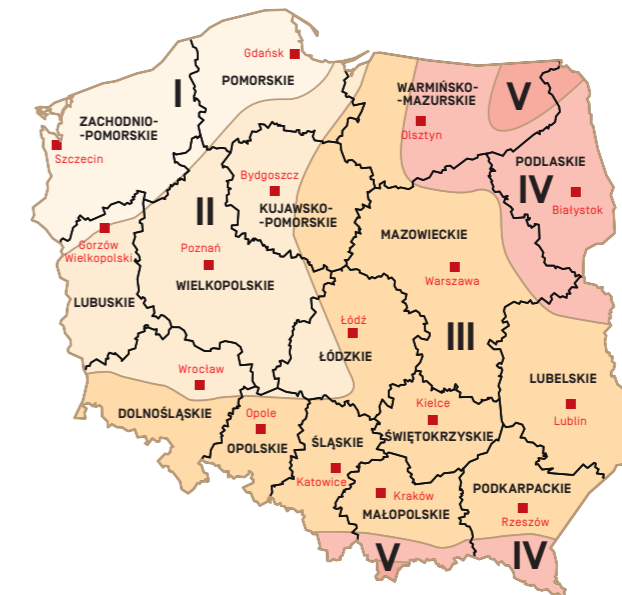 Gdańsk
POMORSKIE
I
WARMIŃSKO-
-MAZURSKIE
V
ZACHODNIO-
-POMORSKIE
Olsztyn
Szczecin
PODLASKIE
Bydgoszcz
IV
II
KUJAWSKO-
-POMORSKIE
Białystok
Gorzów
Wielkopolski
Poznań
MAZOWIECKIE
WIELKOPOLSKIE
Warszawa
LUBUSKIE
Łódź
III
ŁÓDZKIE
Wrocław
LUBELSKIE
DOLNOŚLĄSKIE
Opole
Kielce
Lublin
OPOLSKIE
ŚLĄSKIE
ŚWIĘTOKRZYSKIE
Katowice
Kraków
PODKARPACKIE
MAŁOPOLSKIE
Rzeszów
V
IV